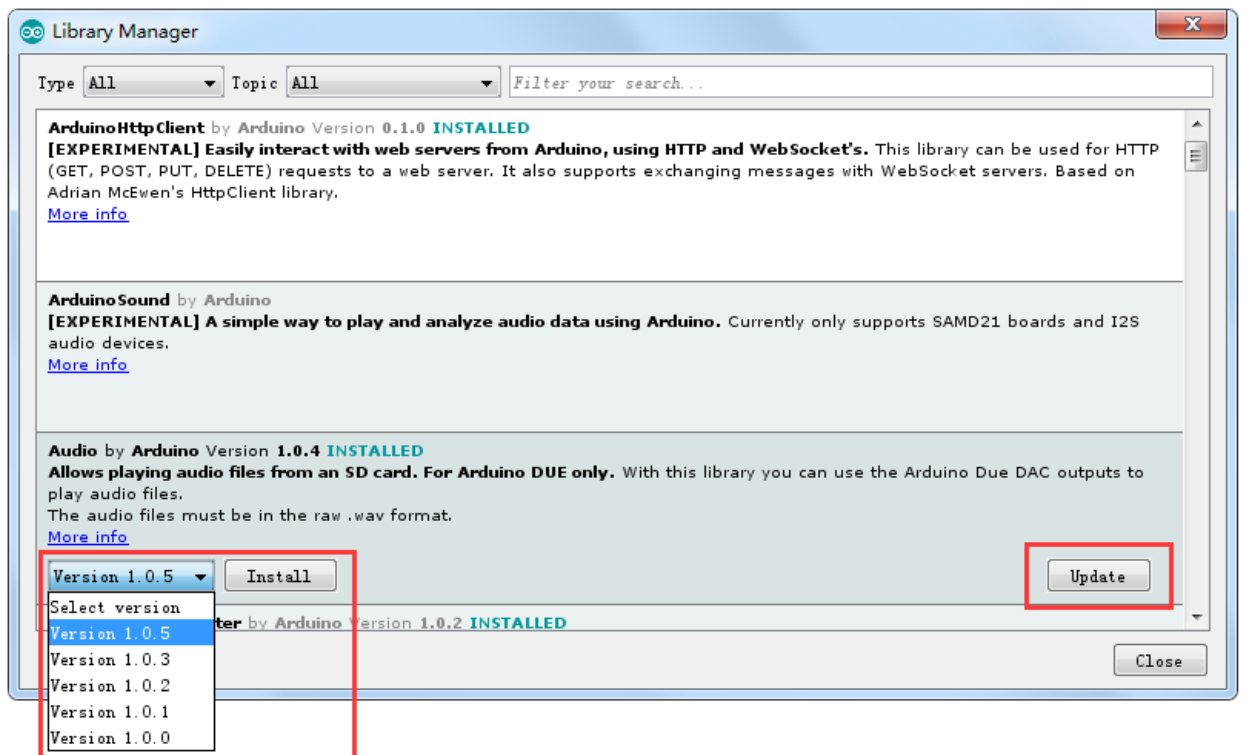 Library Manager
Type All Topic All Filter your search...
ArduinoHttpClient by Arduino Version 0.1.0 INSTALLED
[EXPERIMENTAL] Easily interact with web servers from Arduino, using HTTP and WebSocket's. This library can be used for HTTP
(GET, POST, PUT, DELETE) requests to a web server. It also supports exchanging messages with WebSocket servers. Based on
Adrian McEwen's HttpClient library.
More info
ArduinoSound by Arduino
[EXPERIMENTAL] A simple way to play and analyze audio data using Arduino. Currently only supports SAMD21 boards and I2S
audio devices.
More info
Audio by Arduino Version 1.0.4 INSTALLED
Allows playing audio files from an SD card. For Arduino DUE only. With this library you can use the Arduino Due DAC outputs to
play audio files.
The audio files must be in the raw .wav format.
More info
Version 1.0.5 Install Update
Select version
ter by Arduino Version 1.0.2 INSTALLED
Version 1.0.5
Version 1.0.3
Close
Version 1.0.2
Version 1.0.1
Version 1.0.0